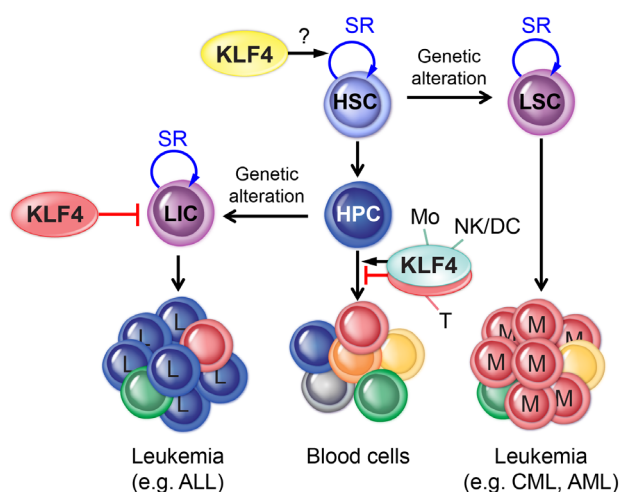 KLF4
?
SR
HSC
Genetic
alteration
SR
LSC
SR
KLF4
LIC
Genetic
alteration
HPC
Mo
NK/DC
KLF4
T
L
L
L
L
L
L
M
M
M
M
M
M
M
Leukemia
(e.g. ALL)
Blood cells
Leukemia
(e.g. CML, AML)